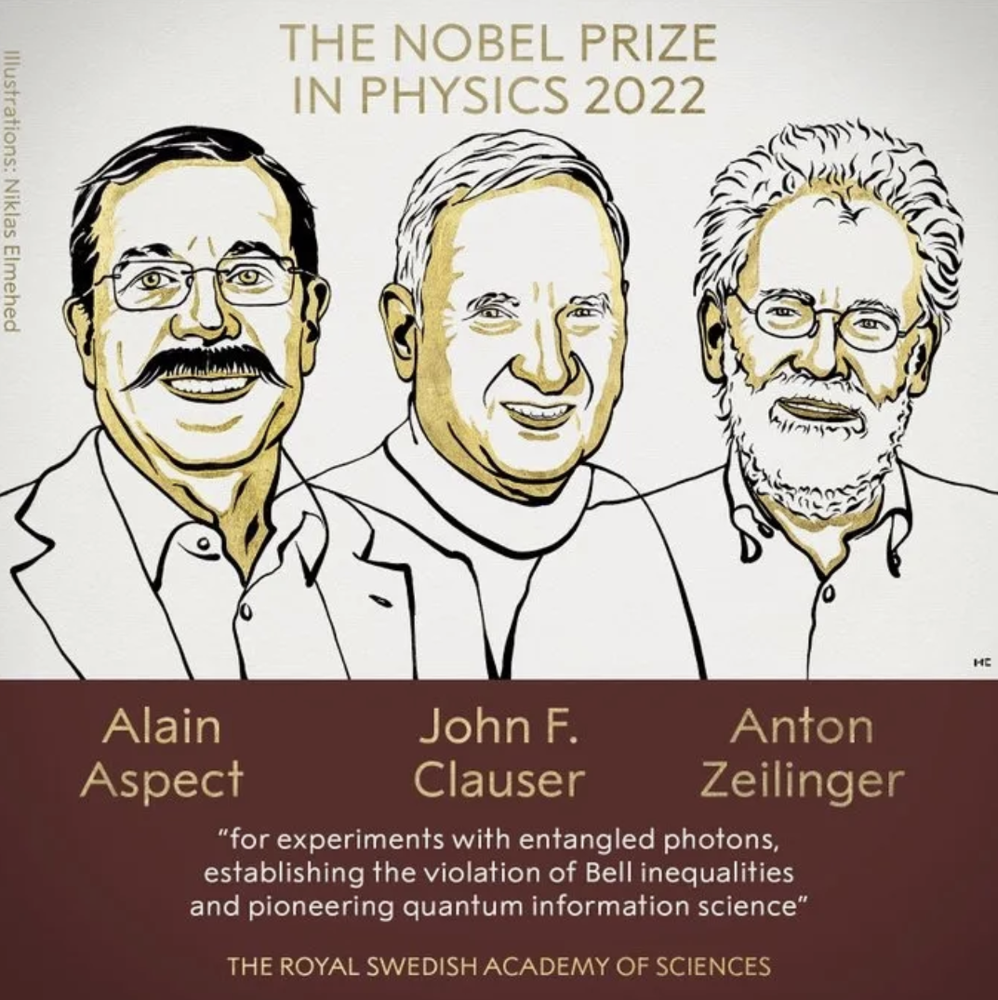 THE NOBEL PRIZE
IN PHYSICS 2022
Illustrations: Niklas Elmehed
Alain
Aspect
John F.
Clauser
Anton
Zeilinger
“for experiments with entangled photons,
establishing the violation of Bell inequalities
and pioneering quantum information science”
THE ROYAL SWEDISH ACADEMY OF SCIENCES